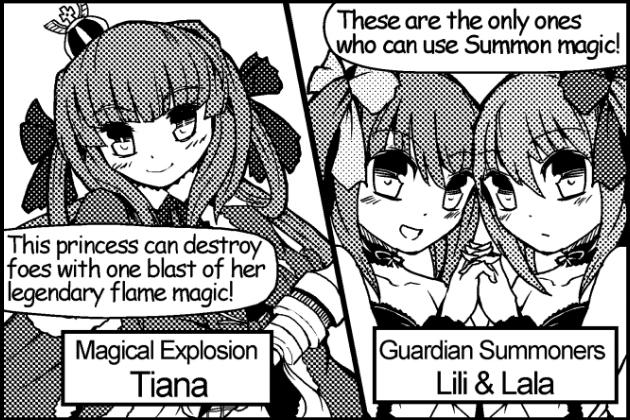 This princess can destroy
foes with one blast of her
legendary flame magic!
Magical Explosion
Tiana
These are the only ones
who can use Summon magic!
Guardian Summoners
Lili & Lala